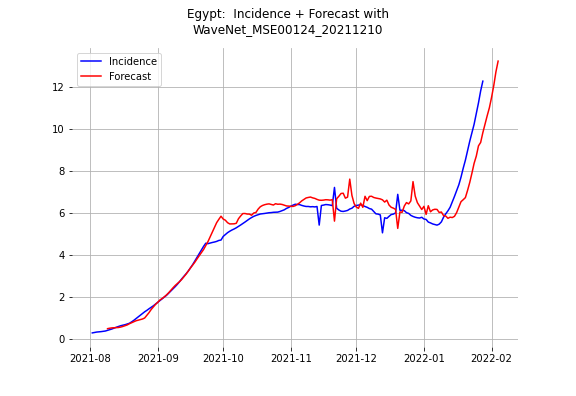 Egypt:  Incidence + Forecast with
WaveNet_MSE00124_20211210
Incidence
Forecast
12
10
8
6
4
2
0
2021-08 2021-09 2021-10 2021-11 2021-12 2022-01 2022-02